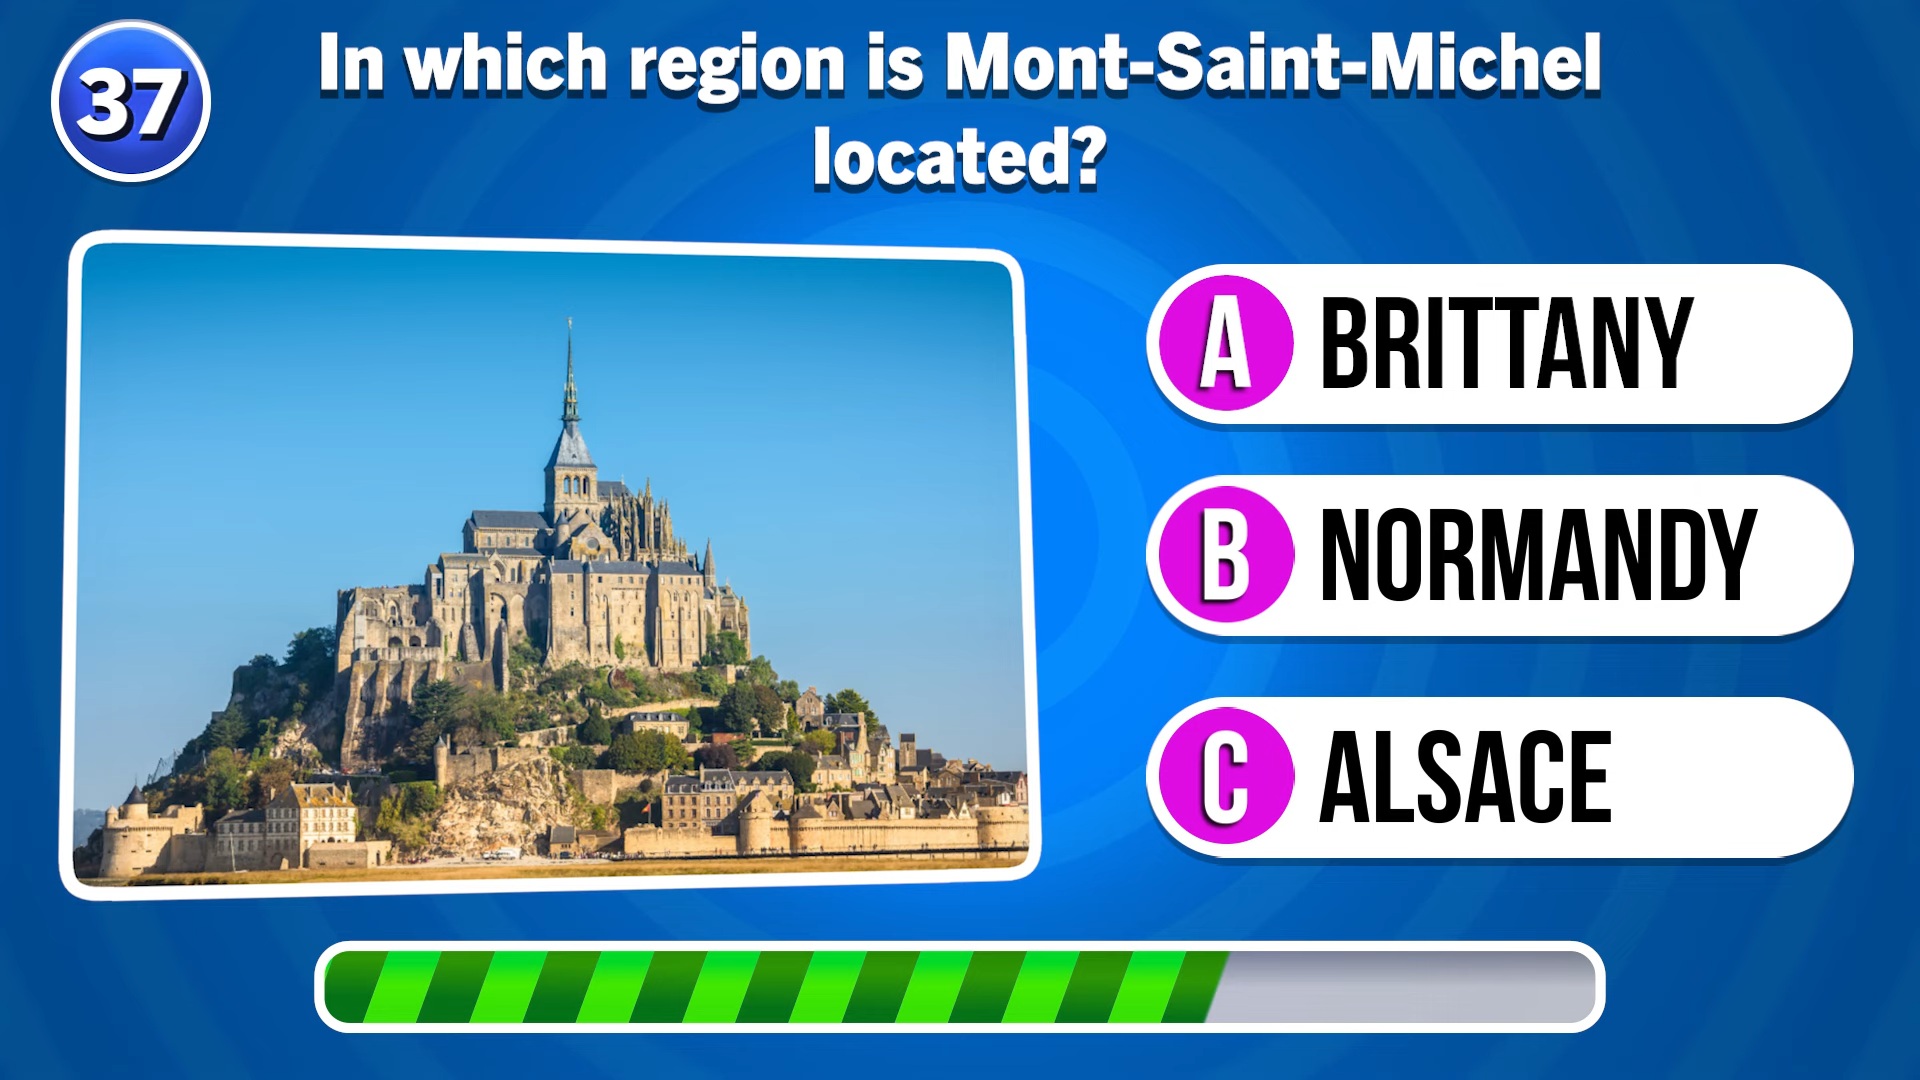 37
In which region is Mont-Saint-Michel
located?
A BRITTANY
B NORMANDY
C ALSACE